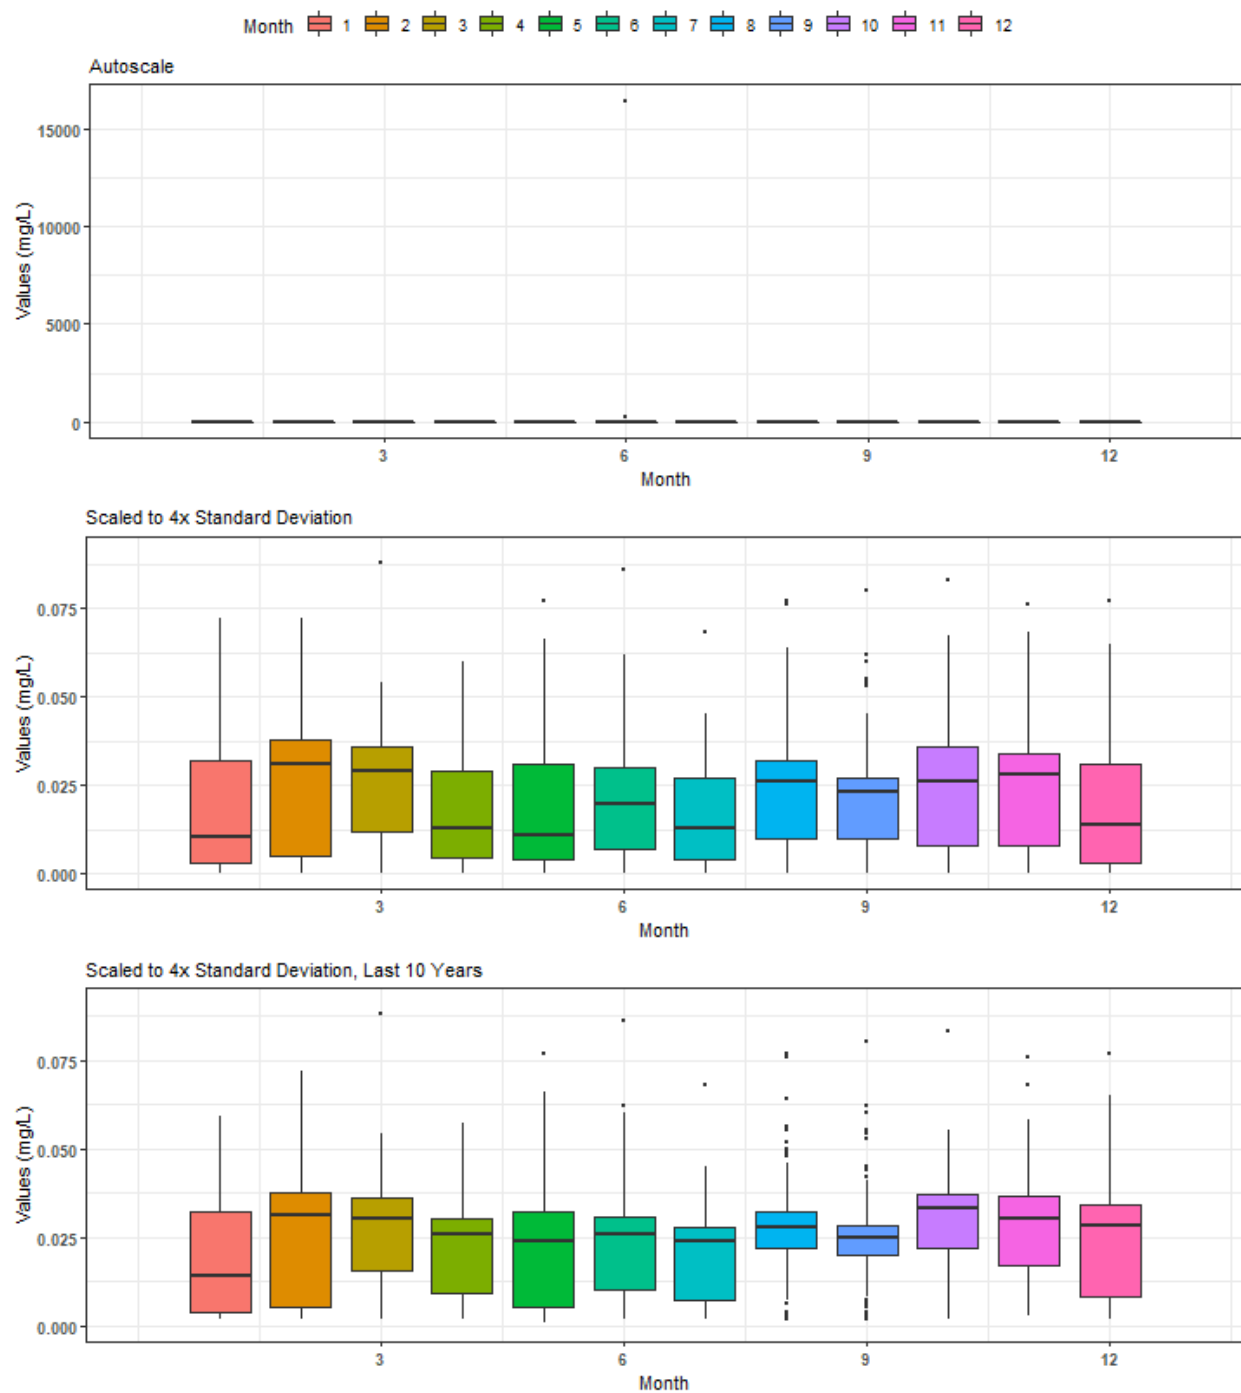 Month 1 2 3 4 5 6 7 8 9 10 11 12
Autoscale
Values (mg/L)
15000
10000
5000
0
3 6 9 12
Month
Scaled to 4x Standard Deviation
Values (mg/L)
0.075
0.050
0.025
0.000
3 6 9 12
Month
Scaled to 4x Standard Deviation, Last 10 Years
Values (mg/L)
0.075
0.050
0.025
0.000
3 6 9 12
Month